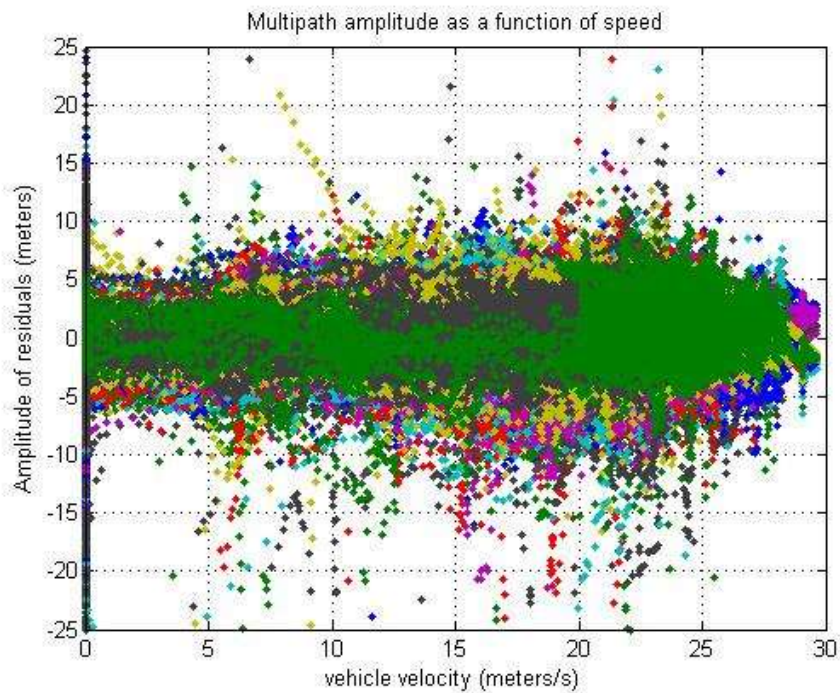 Multipath amplitude as a function of speed
Amplitude of residuals (meters)
25
20
15
10
5
0
-5
-10
-15
-20
-25
0 5 10 15 20 25 30
vehicle velocity (meters/s)